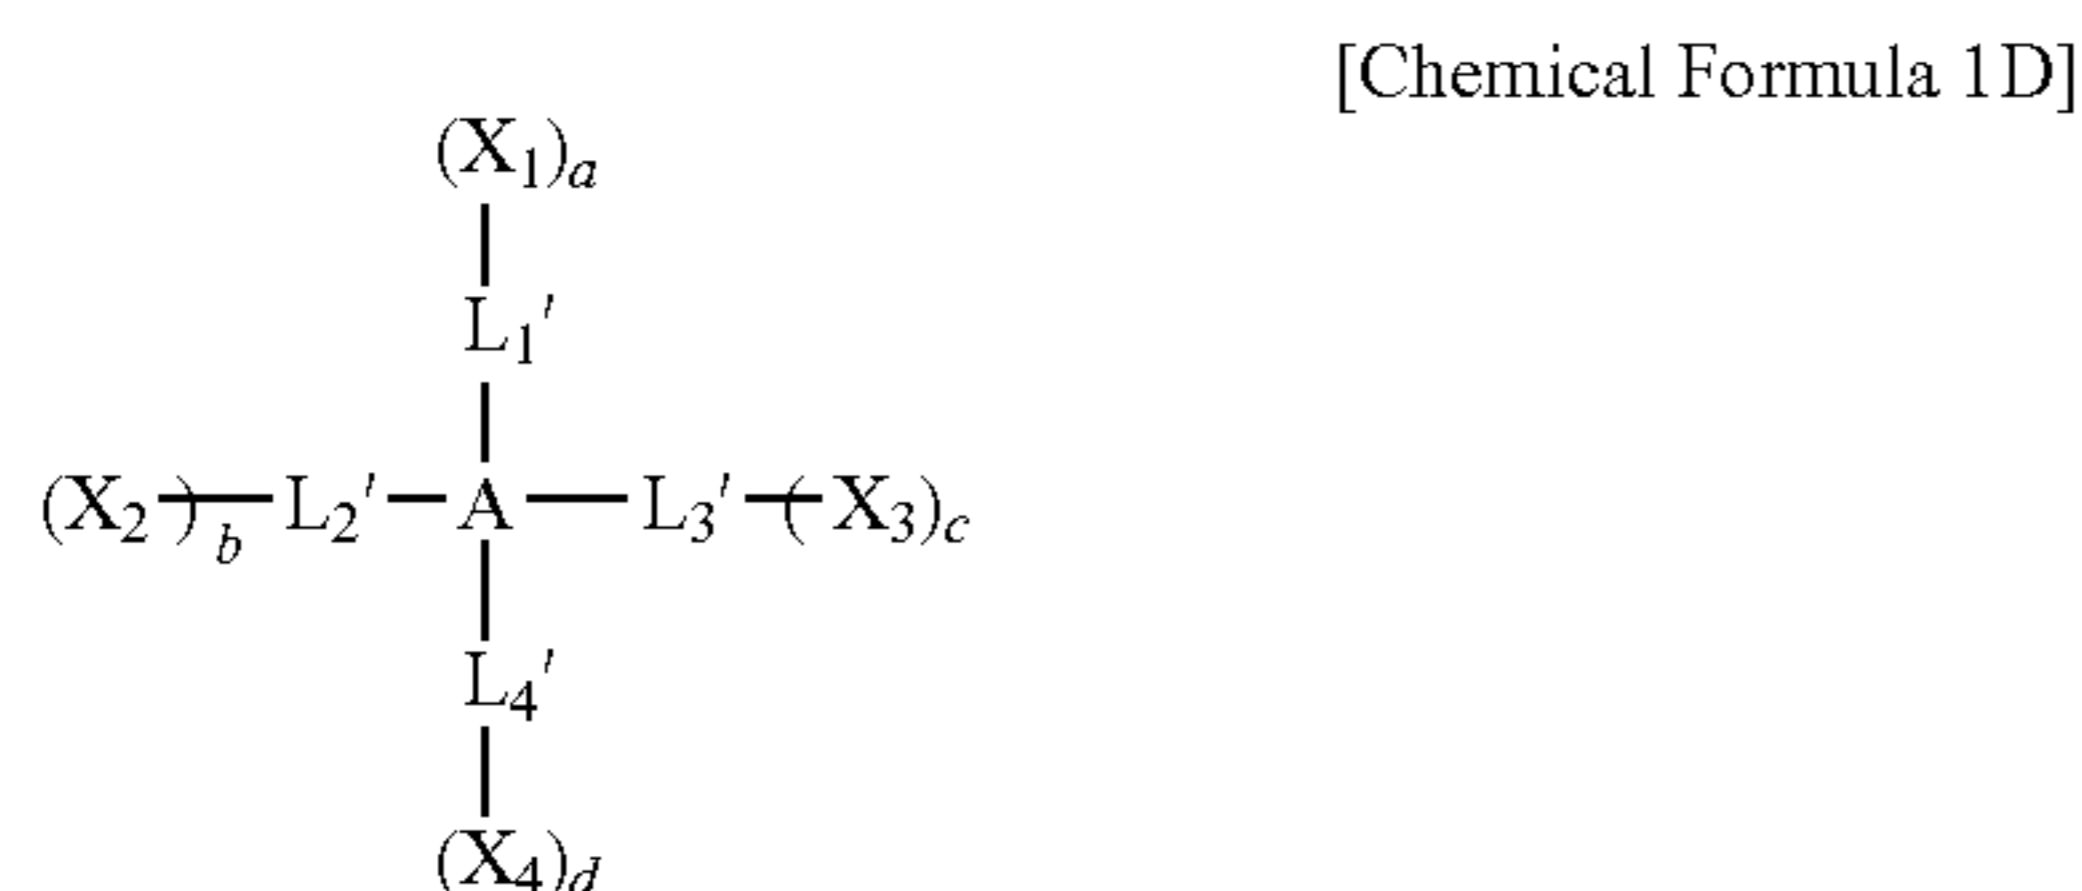 [Chemical Formula 1D]
(X₁)ₐ
L₁′
(X₂)b L₂′ A L₃′ (X₃)c
L₄′
(X₄)d